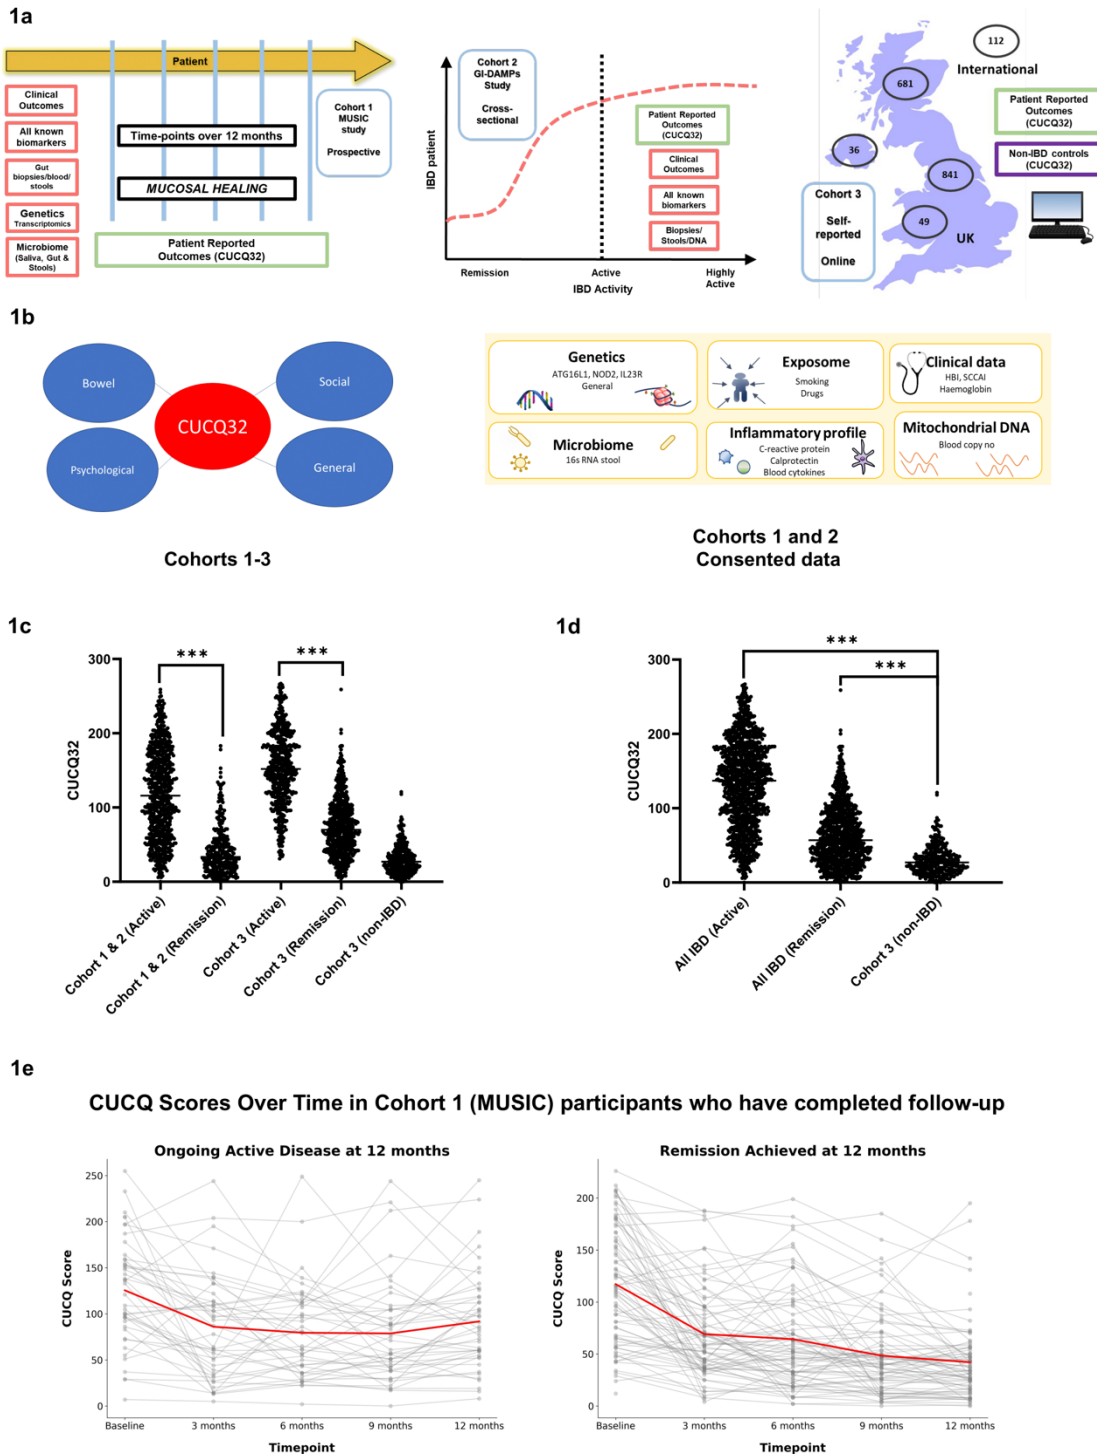 1a
Patient
Clinical
Outcomes
All known
biomarkers
Gut
biopsies/blood/
stools
Genetics
Transcriptomics
Microbiome
(Saliva, Gut
& Stools)
Time-points over 12 months
MUCOSAL HEALING
Patient Reported
Outcomes (CUCQ32)
Cohort 1
MUSIC
study
Prospective
IBD patient
Cohort 2
GI-DAMPs
Study
Cross-
sectional
Patient Reported
Outcomes
(CUCQ32)
Clinical
Outcomes
All known
biomarkers
Biopsies/
Stools/DNA
Remission
Active
Highly
Active
IBD Activity
112
International
681
36
841
49
UK
Patient Reported
Outcomes
(CUCQ32)
Non-IBD controls
(CUCQ32)
Cohort 3
Self-
reported
Online
1b
Bowel
Social
CUCQ32
Psychological
General
Cohorts 1-3
Genetics
ATG16L1, NOD2, IL23R
General
Exposome
Smoking
Drugs
Clinical data
HBI, SCCAI
Haemoglobin
Microbiome
16s RNA stool
Inflammatory profile
C-reactive protein
Calprotectin
Blood cytokines
Mitochondrial DNA
Blood copy no
Cohorts 1 and 2
Consented data
1c
CUCQ32
300
200
100
0
***
***
Cohort 1 & 2 (Active)
Cohort 1 & 2 (Remission)
Cohort 3 (Active)
Cohort 3 (Remission)
Cohort 3 (non-IBD)
1d
CUCQ32
300
200
100
0
***
***
All IBD (Active)
All IBD (Remission)
Cohort 3 (non-IBD)
1e
CUCQ Scores Over Time in Cohort 1 (MUSIC) participants who have completed follow-up
Ongoing Active Disease at 12 months
CUCQ Score
250
200
150
100
50
0
Baseline
3 months
6 months
9 months
12 months
Timepoint
Remission Achieved at 12 months
CUCQ Score
200
150
100
50
0
Baseline
3 months
6 months
9 months
12 months
Timepoint